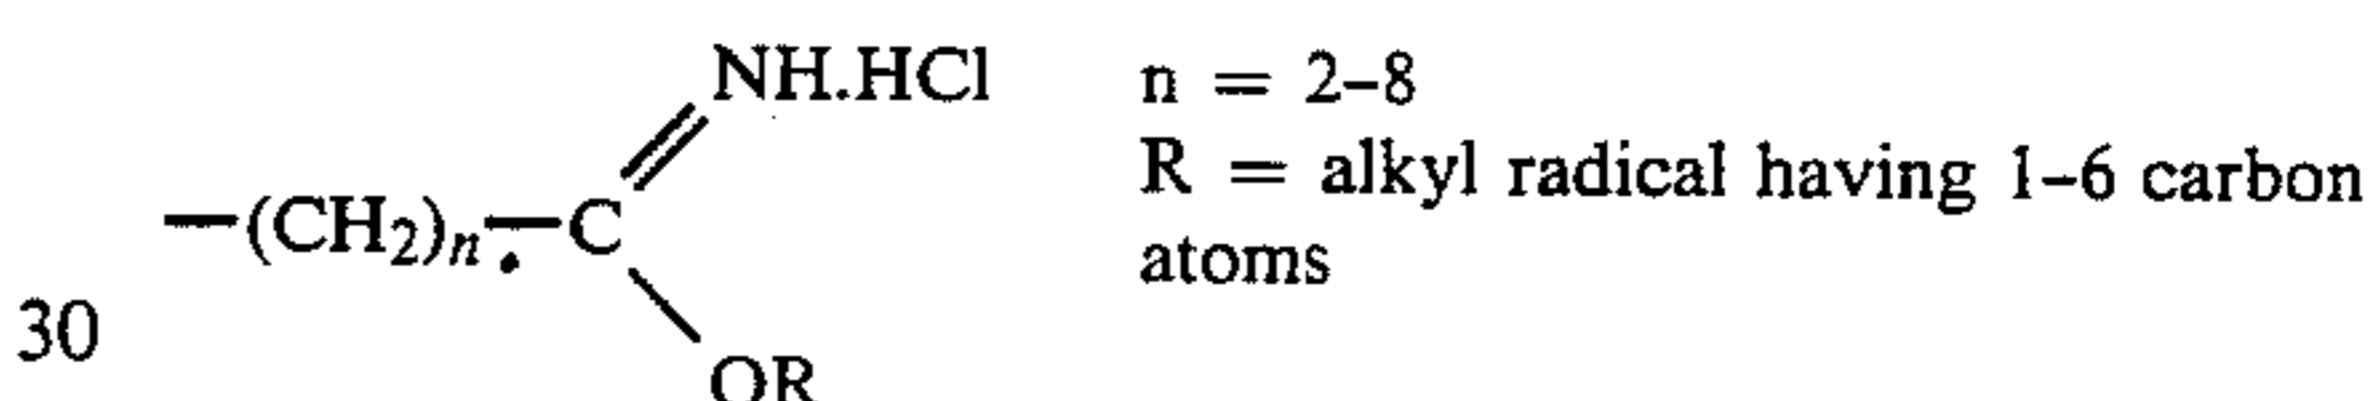 NH.HCl
n = 2–8
R = alkyl radical having 1–6 carbon
atoms
—(CH2)n—C
30
OR